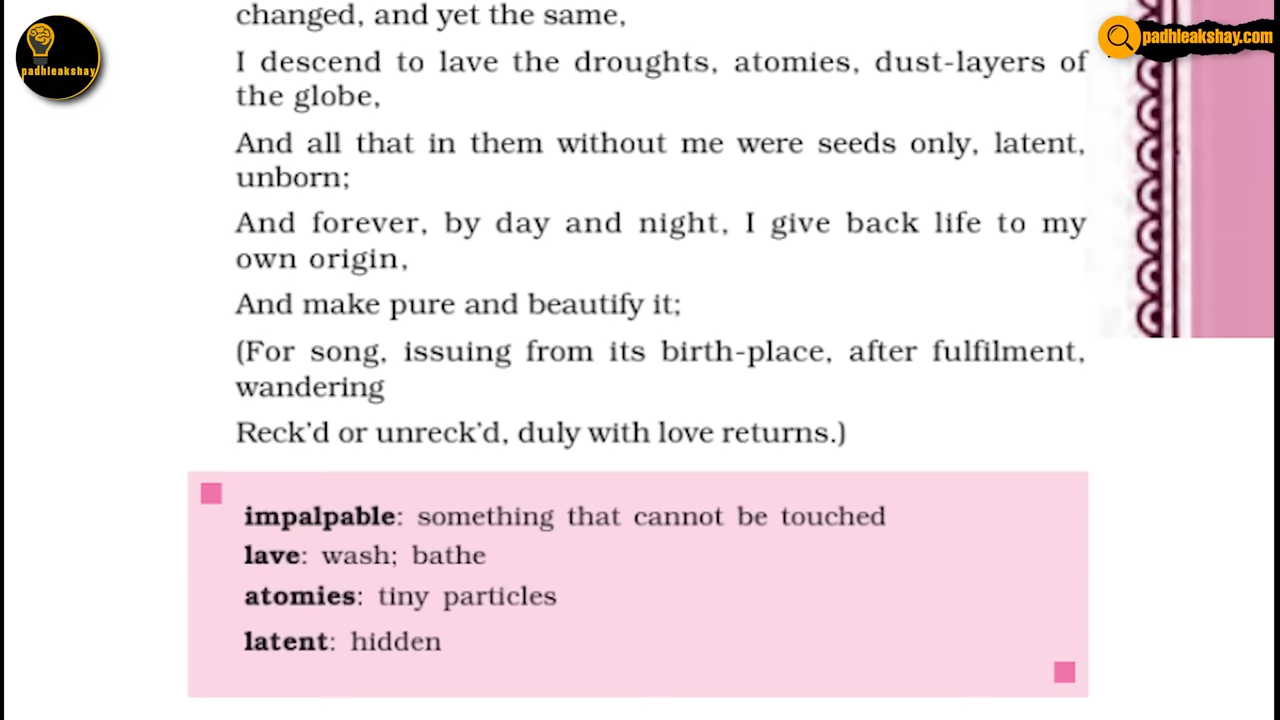 padhleakshay
padhleakshay.com
changed, and yet the same,
I descend to lave the droughts, atomies, dust-layers of
the globe,
And all that in them without me were seeds only, latent,
unborn;
And forever, by day and night, I give back life to my
own origin,
And make pure and beautify it;
(For song, issuing from its birth-place, after fulfilment,
wandering
Reck'd or unreck'd, duly with love returns.)
impalpable: something that cannot be touched
lave: wash; bathe
atomies: tiny particles
latent: hidden